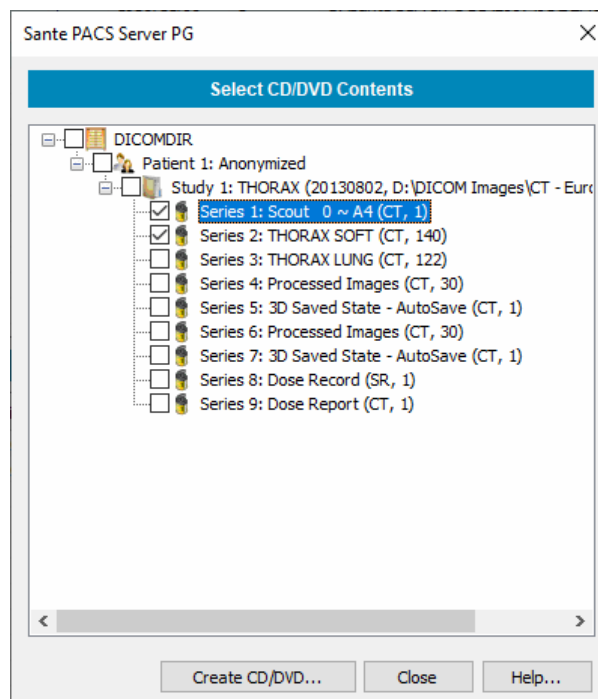 Sante PACS Server PG
Select CD/DVD Contents
DICOMDIR
Patient 1: Anonymized
Study 1: THORAX (20130802, D:\DICOM Images\CT - Euro
Series 1: Scout  0 ~ A4 (CT, 1)
Series 2: THORAX SOFT (CT, 140)
Series 3: THORAX LUNG (CT, 122)
Series 4: Processed Images (CT, 30)
Series 5: 3D Saved State - AutoSave (CT, 1)
Series 6: Processed Images (CT, 30)
Series 7: 3D Saved State - AutoSave (CT, 1)
Series 8: Dose Record (SR, 1)
Series 9: Dose Report (CT, 1)
Create CD/DVD... Close Help...